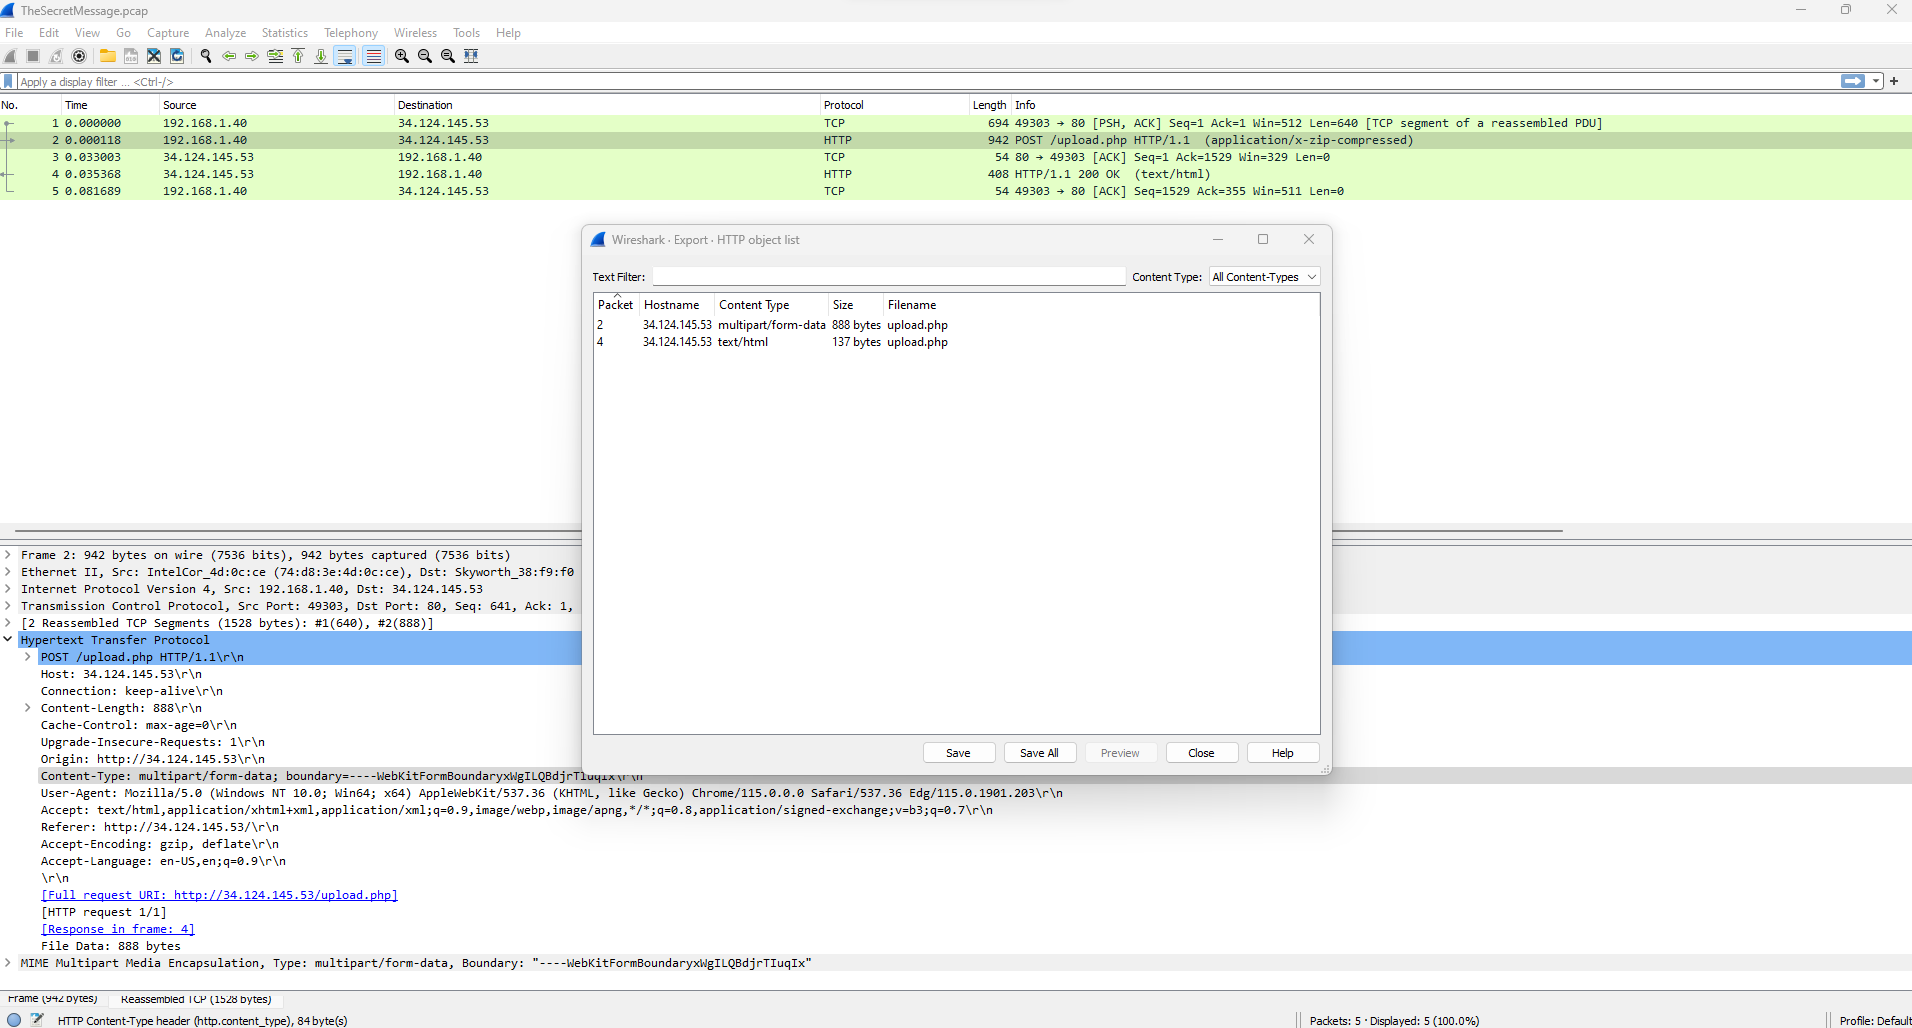 TheSecretMessage.pcap
File Edit View Go Capture Analyze Statistics Telephony Wireless Tools Help
Apply a display filter ... <Ctrl-/>
No. Time Source Destination Protocol Length Info
1 0.000000 192.168.1.40 34.124.145.53 TCP 694 49303 → 80 [PSH, ACK] Seq=1 Ack=1 Win=512 Len=640 [TCP segment of a reassembled PDU]
2 0.000118 192.168.1.40 34.124.145.53 HTTP 942 POST /upload.php HTTP/1.1 (application/x-zip-compressed)
3 0.033003 34.124.145.53 192.168.1.40 TCP 54 80 → 49303 [ACK] Seq=1 Ack=1529 Win=329 Len=0
4 0.035368 34.124.145.53 192.168.1.40 HTTP 408 HTTP/1.1 200 OK (text/html)
5 0.081689 192.168.1.40 34.124.145.53 TCP 54 49303 → 80 [ACK] Seq=1529 Ack=355 Win=511 Len=0
Wireshark · Export · HTTP object list
Text Filter: Content Type: All Content-Types
Packet Hostname Content Type Size Filename
2 34.124.145.53 multipart/form-data 888 bytes upload.php
4 34.124.145.53 text/html 137 bytes upload.php
Save Save All Preview Close Help
Frame 2: 942 bytes on wire (7536 bits), 942 bytes captured (7536 bits)
Ethernet II, Src: IntelCor_4d:0c:ce (74:d8:3e:4d:0c:ce), Dst: Skyworth_38:f9:f0
Internet Protocol Version 4, Src: 192.168.1.40, Dst: 34.124.145.53
Transmission Control Protocol, Src Port: 49303, Dst Port: 80, Seq: 641, Ack: 1,
[2 Reassembled TCP Segments (1528 bytes): #1(640), #2(888)]
Hypertext Transfer Protocol
POST /upload.php HTTP/1.1\r\n
Host: 34.124.145.53\r\n
Connection: keep-alive\r\n
Content-Length: 888\r\n
Cache-Control: max-age=0\r\n
Upgrade-Insecure-Requests: 1\r\n
Origin: http://34.124.145.53\r\n
Content-Type: multipart/form-data; boundary=----WebKitFormBoundaryxWgILQBdjrTIuqIx\r\n
User-Agent: Mozilla/5.0 (Windows NT 10.0; Win64; x64) AppleWebKit/537.36 (KHTML, like Gecko) Chrome/115.0.0.0 Safari/537.36 Edg/115.0.1901.203\r\n
Accept: text/html,application/xhtml+xml,application/xml;q=0.9,image/webp,image/apng,*/*;q=0.8,application/signed-exchange;v=b3;q=0.7\r\n
Referer: http://34.124.145.53/\r\n
Accept-Encoding: gzip, deflate\r\n
Accept-Language: en-US,en;q=0.9\r\n
\r\n
[Full request URI: http://34.124.145.53/upload.php]
[HTTP request 1/1]
[Response in frame: 4]
File Data: 888 bytes
MIME Multipart Media Encapsulation, Type: multipart/form-data, Boundary: "----WebKitFormBoundaryxWgILQBdjrTIuqIx"
Frame (942 bytes) Reassembled TCP (1528 bytes)
HTTP Content-Type header (http.content_type), 84 byte(s) Packets: 5 · Displayed: 5 (100.0%) Profile: Default